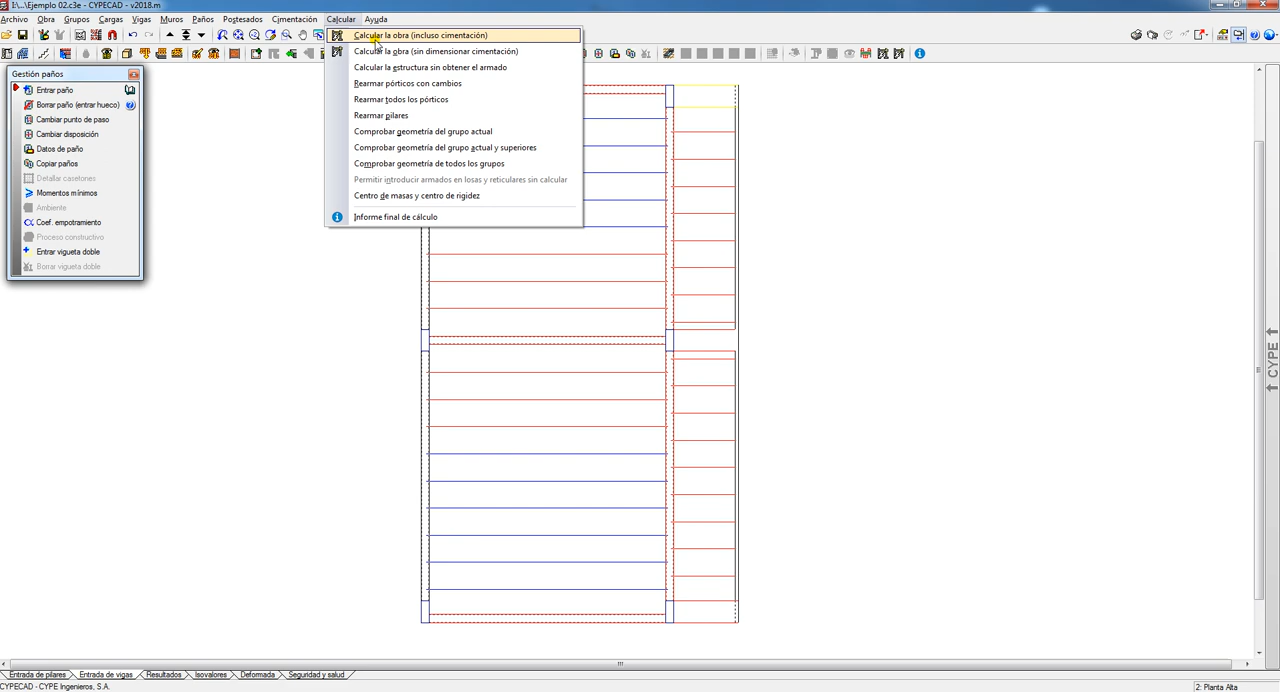 I:\...\Ejemplo 02.c3e - CYPECAD - v2018.m
Archivo Obra Grupos Cargas Vigas Muros Paños Postesados Cimentación Calcular Ayuda
Calcular la obra (incluso cimentación)
Calcular la obra (sin dimensionar cimentación)
Calcular la estructura sin obtener el armado
Rearmar pórticos con cambios
Rearmar todos los pórticos
Rearmar pilares
Comprobar geometría del grupo actual
Comprobar geometría del grupo actual y superiores
Comprobar geometría de todos los grupos
Permitir introducir armados en losas y reticulares sin calcular
Centro de masas y centro de rigidez
Informe final de cálculo
Gestión paños
Entrar paño
Borrar paño (entrar hueco)
Cambiar punto de paso
Cambiar disposición
Datos de paño
Copiar paños
Detallar casetones
Momentos mínimos
Ambiente
Coef. empotramiento
Proceso constructivo
Entrar vigueta doble
Borrar vigueta doble
CYPE
Entrada de pilares Entrada de vigas Resultados Isovalores Deformada Seguridad y salud
CYPECAD - CYPE Ingenieros, S.A.
2: Planta Alta